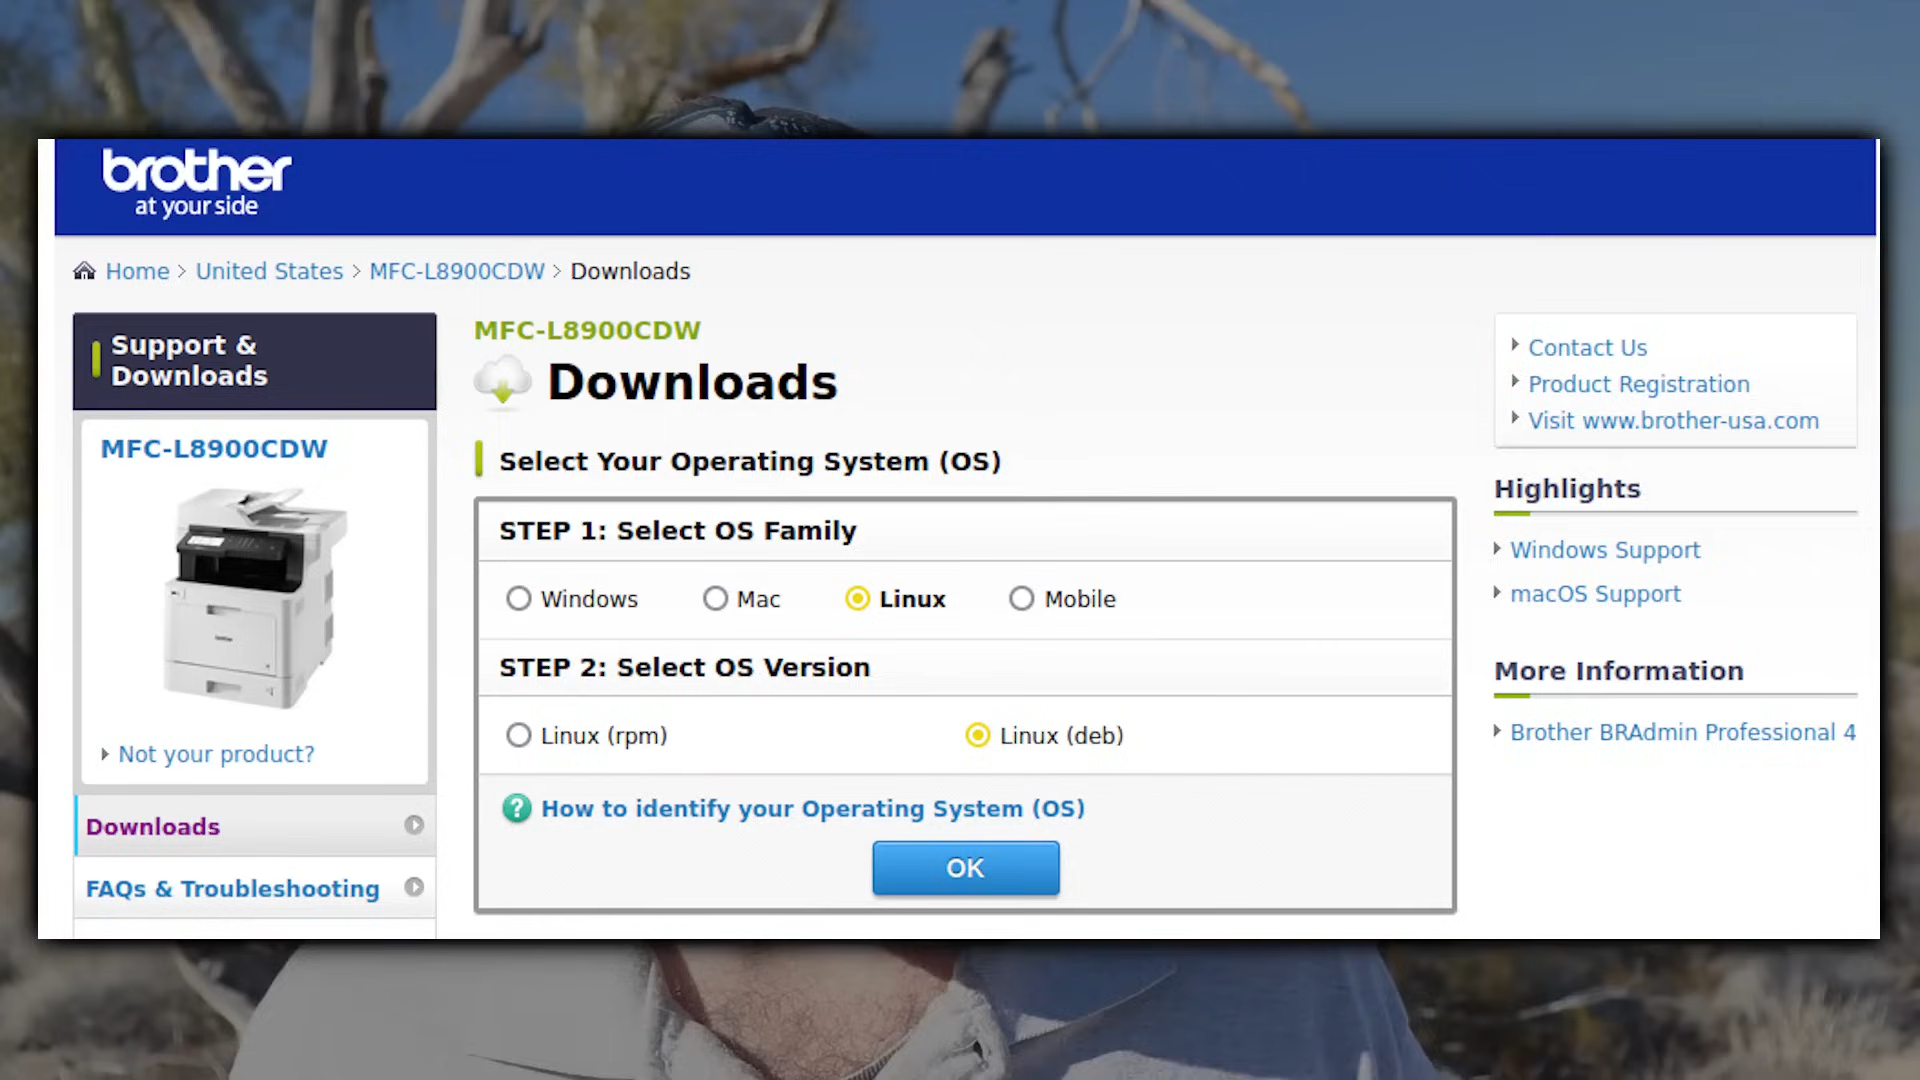 brother
at your side
Home > United States > MFC-L8900CDW > Downloads
Support &
Downloads
MFC-L8900CDW
Not your product?
Downloads
FAQs & Troubleshooting
MFC-L8900CDW
Downloads
Select Your Operating System (OS)
STEP 1: Select OS Family
Windows Mac Linux Mobile
STEP 2: Select OS Version
Linux (rpm) Linux (deb)
? How to identify your Operating System (OS)
OK
Contact Us
Product Registration
Visit www.brother-usa.com
Highlights
Windows Support
macOS Support
More Information
Brother BRAdmin Professional 4